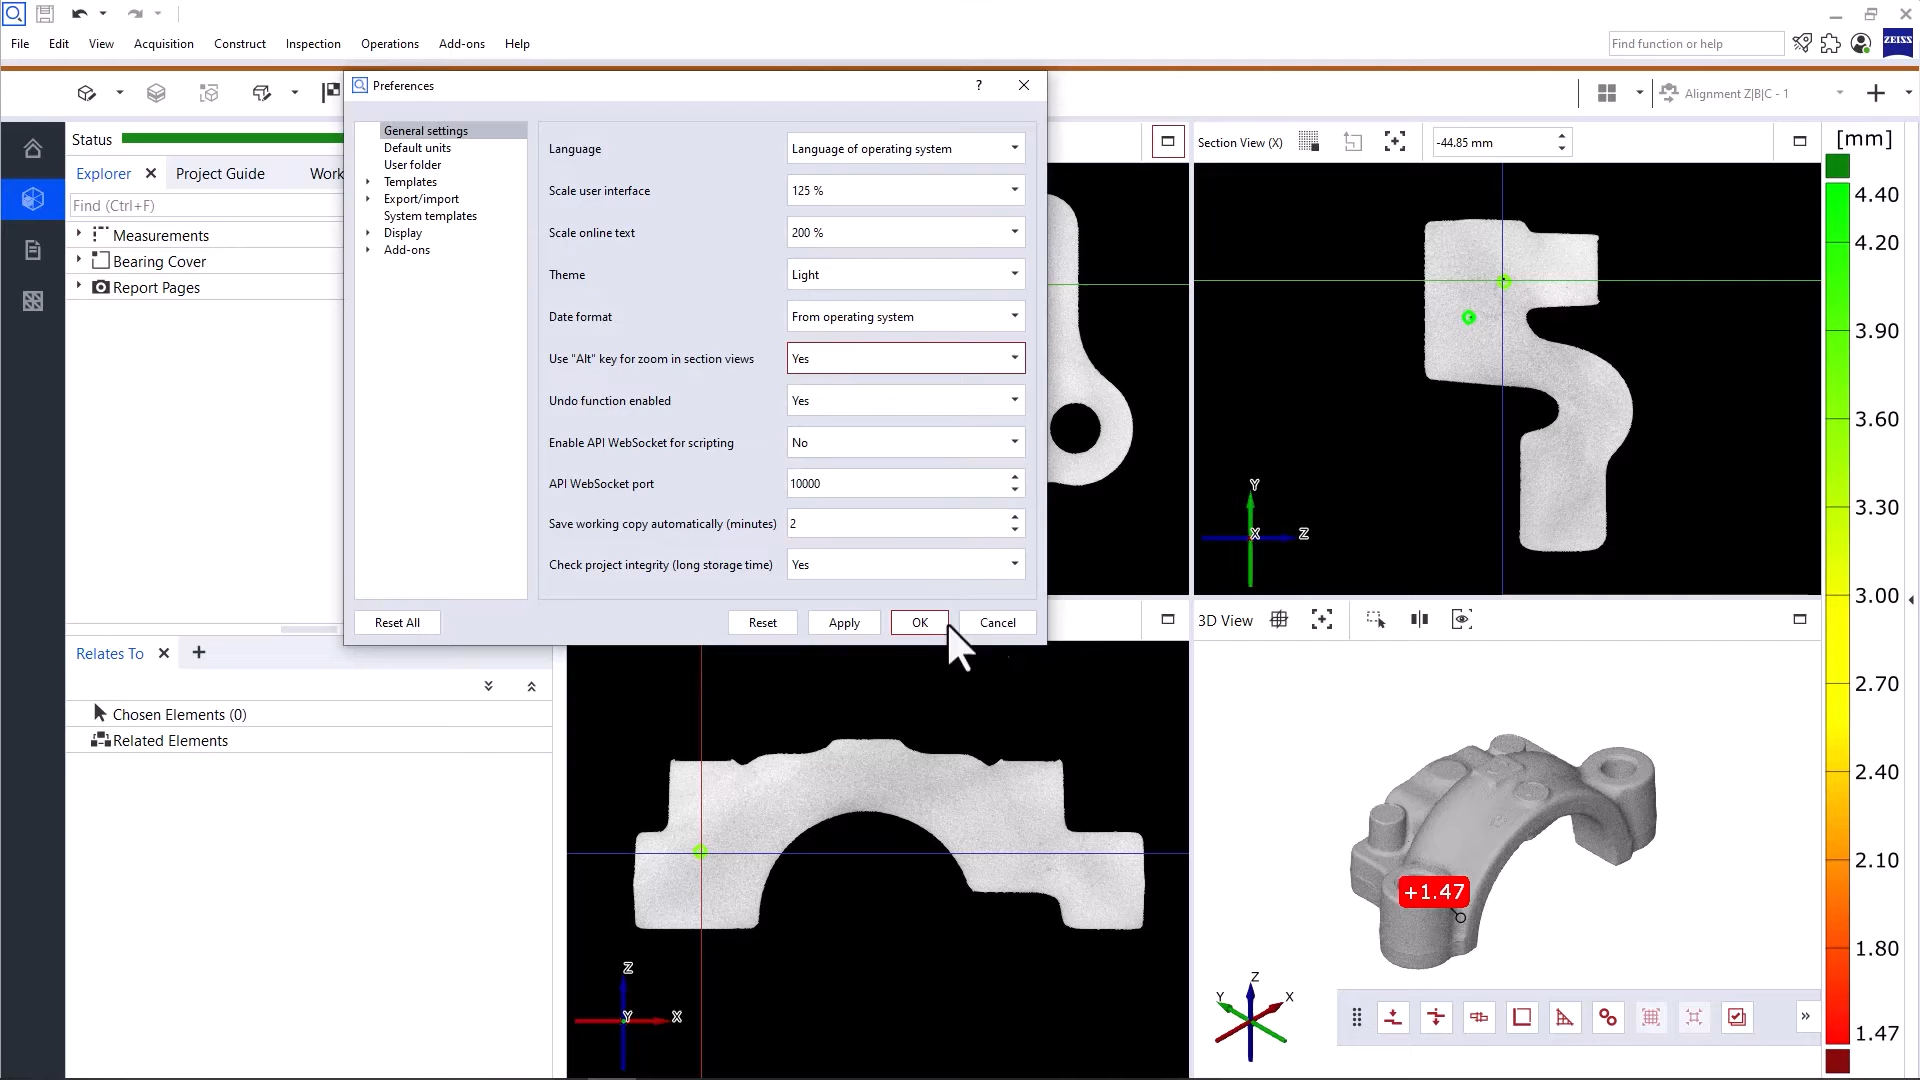 File Edit View Acquisition Construct Inspection Operations Add-ons Help
Find function or help
ZEISS
Preferences
?
Alignment Z|B|C - 1
Status
Explorer
Project Guide
Work
Find (Ctrl+F)
Measurements
Bearing Cover
Report Pages
General settings
Default units
User folder
Templates
Export/import
System templates
Display
Add-ons
Language
Language of operating system
Scale user interface
125 %
Scale online text
200 %
Theme
Light
Date format
From operating system
Use "Alt" key for zoom in section views
Yes
Undo function enabled
Yes
Enable API WebSocket for scripting
No
API WebSocket port
10000
Save working copy automatically (minutes)
2
Check project integrity (long storage time)
Yes
Reset All
Reset
Apply
OK
Cancel
Section View (X)
-44.85 mm
Y
X
Z
Relates To
Chosen Elements (0)
Related Elements
Z
Y
X
3D View
+1.47
Z
Y
X
»
[mm]
4.40
4.20
3.90
3.60
3.30
3.00
2.70
2.40
2.10
1.80
1.47